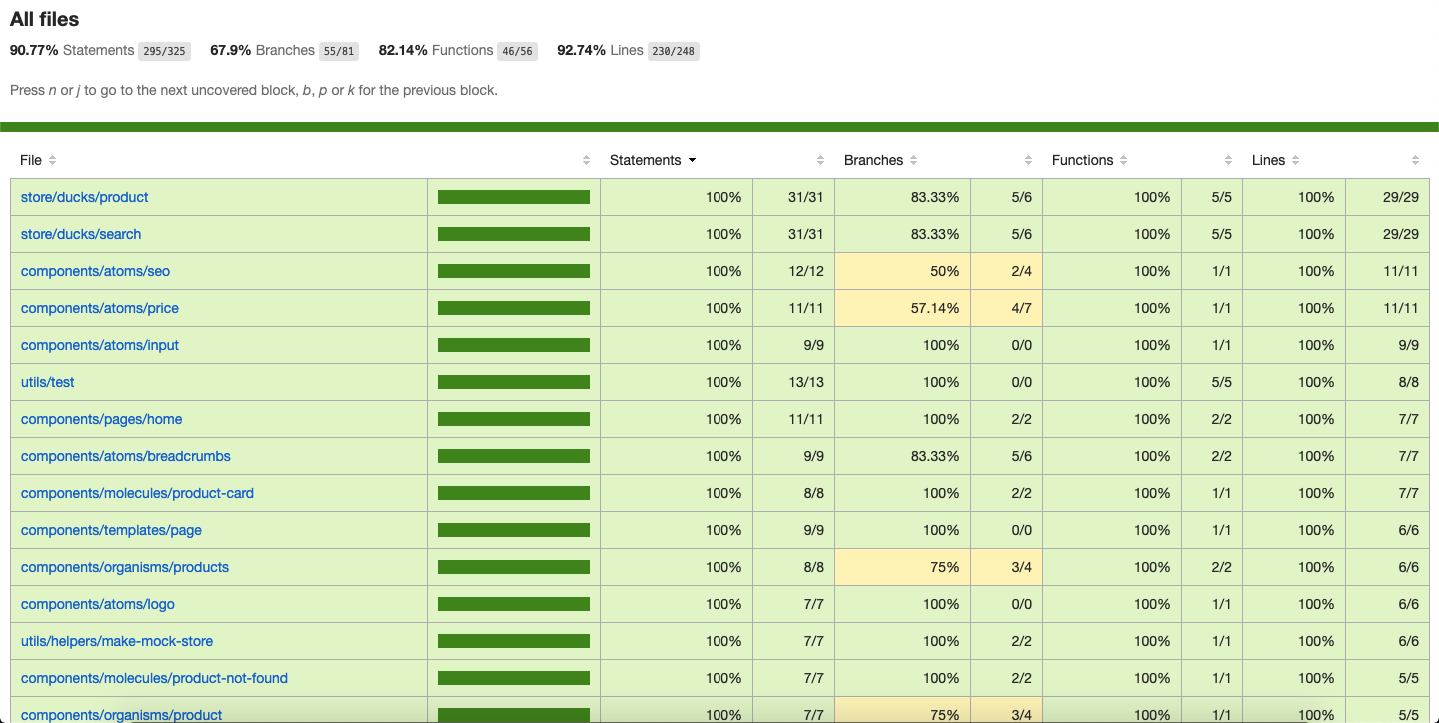 All files
90.77% Statements 295/325 67.9% Branches 55/81 82.14% Functions 46/56 92.74% Lines 230/248
Press n or j to go to the next uncovered block, b, p or k for the previous block.
File Statements Branches Functions Lines
store/ducks/product 100% 31/31 83.33% 5/6 100% 5/5 100% 29/29
store/ducks/search 100% 31/31 83.33% 5/6 100% 5/5 100% 29/29
components/atoms/seo 100% 12/12 50% 2/4 100% 1/1 100% 11/11
components/atoms/price 100% 11/11 57.14% 4/7 100% 1/1 100% 11/11
components/atoms/input 100% 9/9 100% 0/0 100% 1/1 100% 9/9
utils/test 100% 13/13 100% 0/0 100% 5/5 100% 8/8
components/pages/home 100% 11/11 100% 2/2 100% 2/2 100% 7/7
components/atoms/breadcrumbs 100% 9/9 83.33% 5/6 100% 2/2 100% 7/7
components/molecules/product-card 100% 8/8 100% 2/2 100% 1/1 100% 7/7
components/templates/page 100% 9/9 100% 0/0 100% 1/1 100% 6/6
components/organisms/products 100% 8/8 75% 3/4 100% 2/2 100% 6/6
components/atoms/logo 100% 7/7 100% 0/0 100% 1/1 100% 6/6
utils/helpers/make-mock-store 100% 7/7 100% 2/2 100% 1/1 100% 6/6
components/molecules/product-not-found 100% 7/7 100% 2/2 100% 1/1 100% 5/5
components/organisms/product 100% 7/7 75% 3/4 100% 1/1 100% 5/5